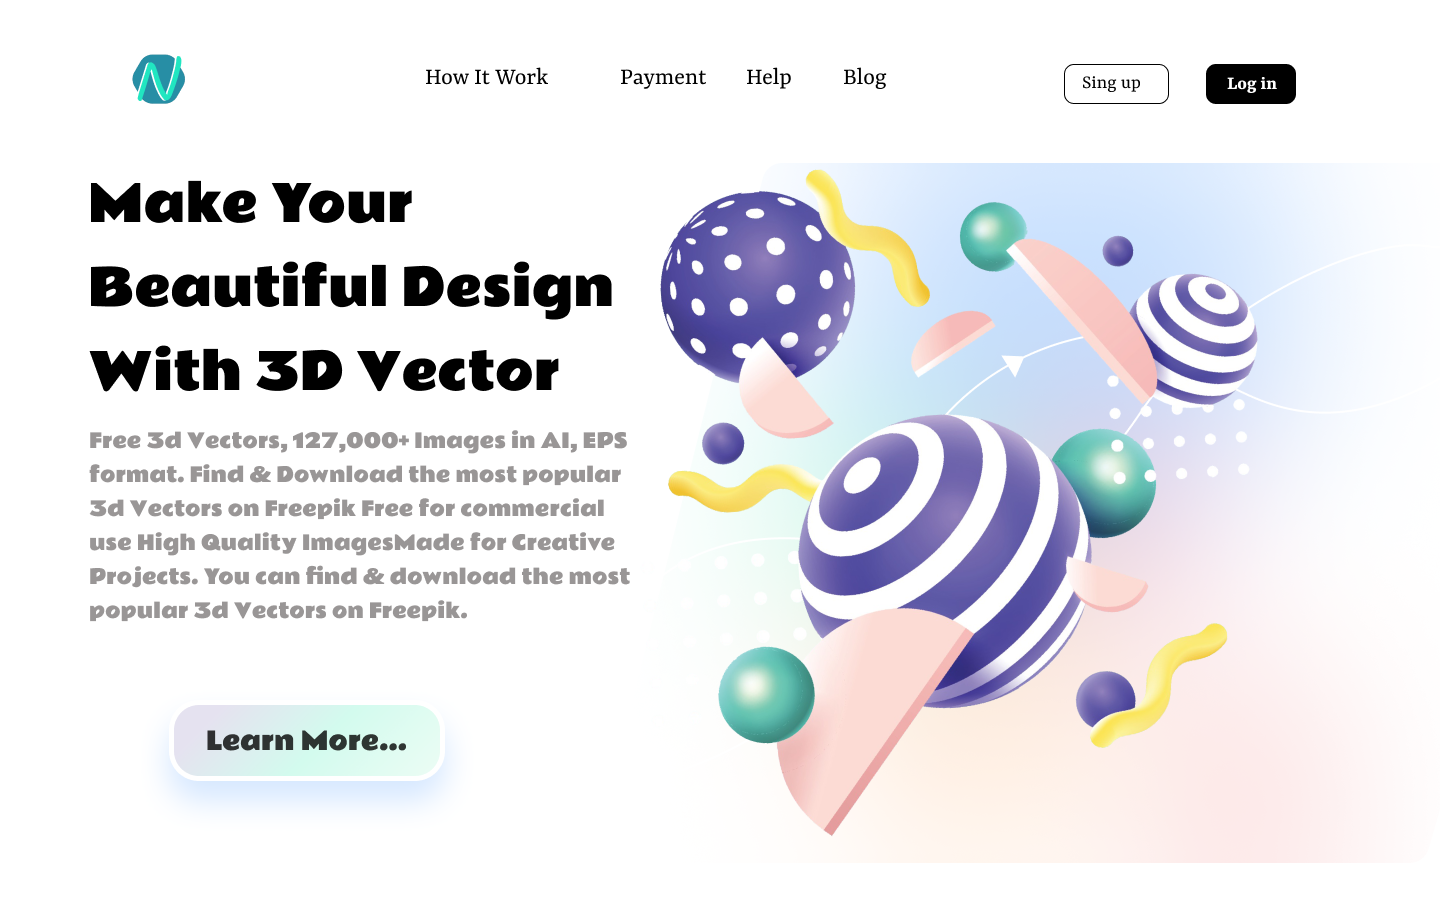 How It Work Payment Help Blog Sing up Log in
Make Your
Beautiful Design
With 3D Vector
Free 3d Vectors, 127,000+ Images in AI, EPS
format. Find & Download the most popular
3d Vectors on Freepik Free for commercial
use High Quality ImagesMade for Creative
Projects. You can find & download the most
popular 3d Vectors on Freepik.
Learn More...